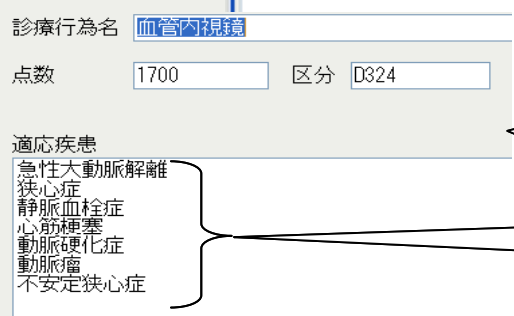 診療行為名 血管内視鏡
点数 1700 区分 D324
適応疾患
急性大動脈解離
狭心症
静脈血栓症
心筋梗塞
動脈硬化症
動脈瘤
不安定狭心症